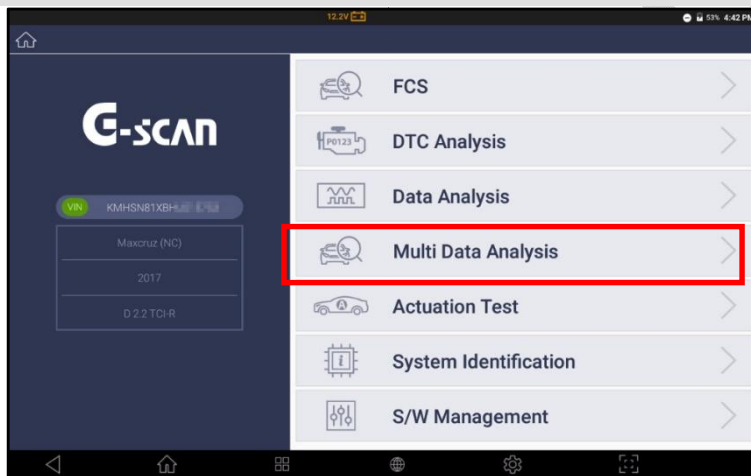 12.2V
53% 4:42 PM
G-scan
VIN KMHSN81XBH
Maxcruz (NC)
2017
D 2.2 TCI-R
FCS
P0123 DTC Analysis
Data Analysis
Multi Data Analysis
Actuation Test
System Identification
S/W Management